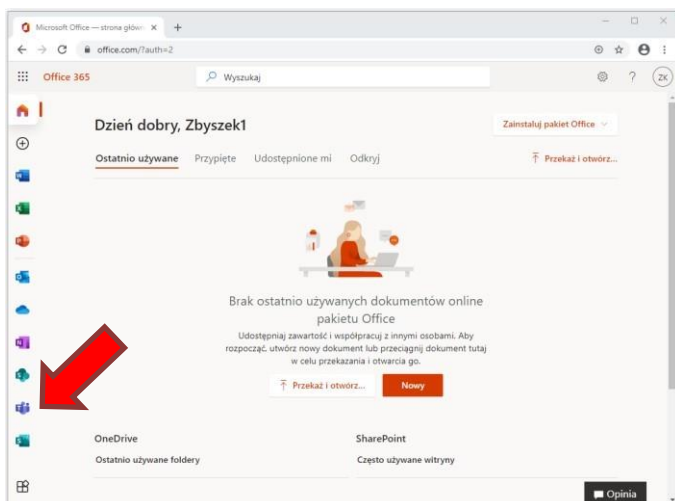 Microsoft Office — strona główn
office.com/?auth=2
Office 365
Wyszukaj
ZK
Dzień dobry, Zbyszek1
Zainstaluj pakiet Office
Ostatnio używane Przypięte Udostępnione mi Odkryj
Przekaż i otwórz...
Brak ostatnio używanych dokumentów online
pakietu Office
Udostępniaj zawartość i współpracuj z innymi osobami. Aby
rozpocząć, utwórz nowy dokument lub przeciągnij dokument tutaj
w celu przekazania i otwarcia go.
Przekaż i otwórz... Nowy
OneDrive SharePoint
Ostatnio używane foldery Często używane witryny
Opinia